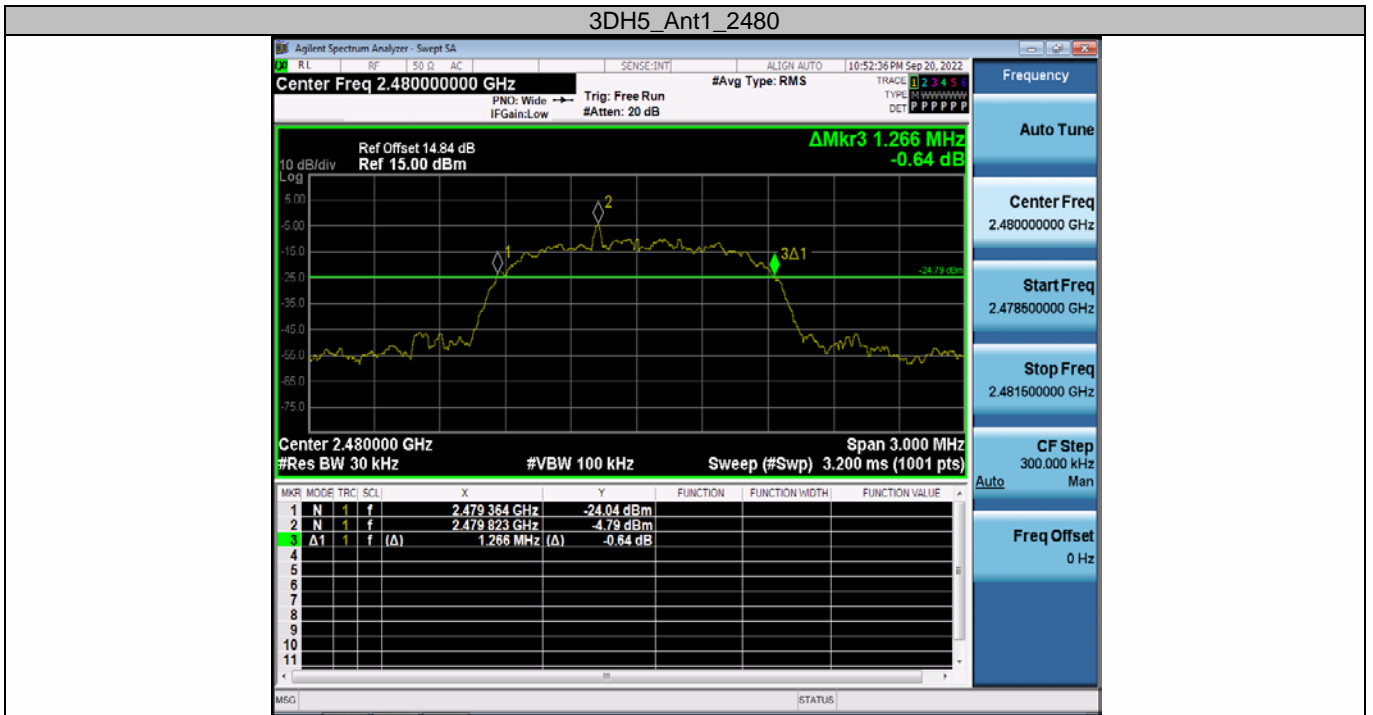 3DH5_Ant1_2480
Agilent Spectrum Analyzer - Swept SA
RL RF 50 Ω AC SENSE:INT ALIGN AUTO 10:52:36 PM Sep 20, 2022
Center Freq 2.480000000 GHz
#Avg Type: RMS
TRACE 1 2 3 4 5 6
TYPE M WWWWW
DET P P P P P P
PNO: Wide
IFGain:Low
Trig: Free Run
#Atten: 20 dB
Frequency
Auto Tune
ΔMkr3 1.266 MHz
-0.64 dB
Ref Offset 14.84 dB
10 dB/div Ref 15.00 dBm
Log
5.00
-5.00
-15.0
-25.0
-35.0
-45.0
-55.0
-65.0
-75.0
1
2
3Δ1
-24.79 dBm
Center 2.480000 GHz
Span 3.000 MHz
#Res BW 30 kHz
#VBW 100 kHz
Sweep (#Swp) 3.200 ms (1001 pts)
Center Freq
2.480000000 GHz
Start Freq
2.478500000 GHz
Stop Freq
2.481500000 GHz
CF Step
300.000 kHz
Auto Man
Freq Offset
0 Hz
MKR MODE TRC SCL X Y FUNCTION FUNCTION WIDTH FUNCTION VALUE
1 N 1 f 2.479 364 GHz -24.04 dBm
2 N 1 f 2.479 823 GHz -4.79 dBm
3 Δ1 1 f (Δ) 1.266 MHz (Δ) -0.64 dB
4
5
6
7
8
9
10
11
MSG
STATUS